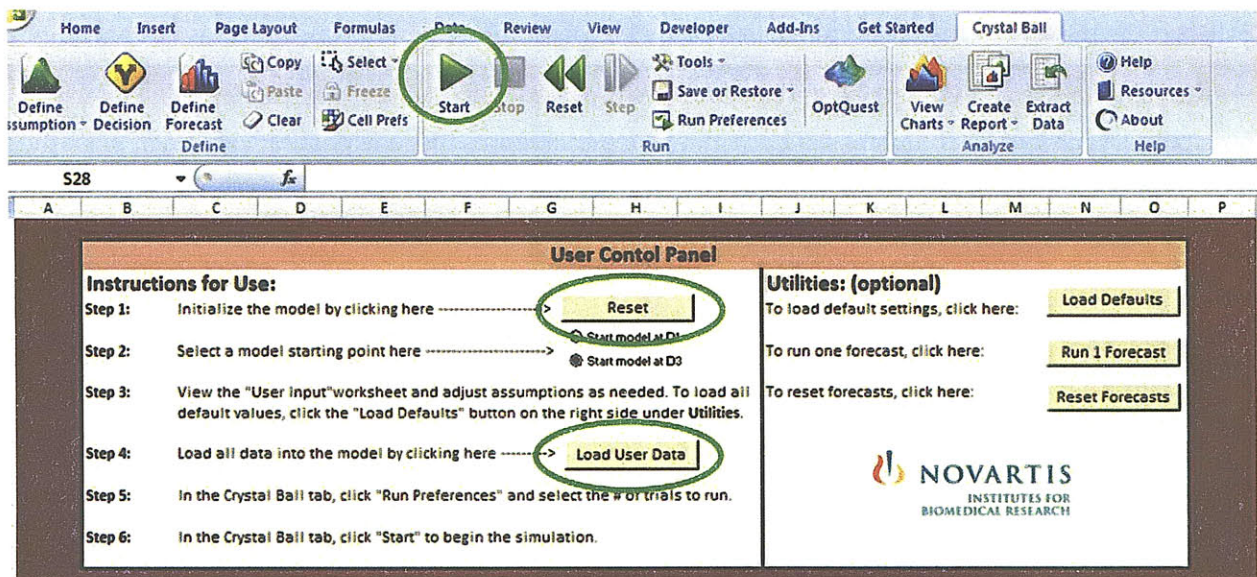 Home Insert Page Layout Formulas Data Review View Developer Add-Ins Get Started Crystal Ball
Define
ssumption
Define
Decision
Define
Forecast
Copy
Paste
Clear
Select
Freeze
Cell Prefs
Define
Start
Stop
Reset
Step
Tools
Save or Restore
Run Preferences
Run
OptQuest
View
Charts
Create
Report
Extract
Data
Analyze
Help
Resources
About
Help
S28
fx
A B C D E F G H I J K L M N O P
User Contol Panel
Instructions for Use:
Step 1: Initialize the model by clicking here ---------------------> Reset
Start model at D1
Step 2: Select a model starting point here ----------------------->
Start model at D3
Step 3: View the "User input"worksheet and adjust assumptions as needed. To load all
default values, click the "Load Defaults" button on the right side under Utilities.
Step 4: Load all data into the model by clicking here --------> Load User Data
Step 5: In the Crystal Ball tab, click "Run Preferences" and select the # of trials to run.
Step 6: In the Crystal Ball tab, click "Start" to begin the simulation.
Utilities: (optional)
To load default settings, click here: Load Defaults
To run one forecast, click here: Run 1 Forecast
To reset forecasts, click here: Reset Forecasts
NOVARTIS
INSTITUTES FOR
BIOMEDICAL RESEARCH